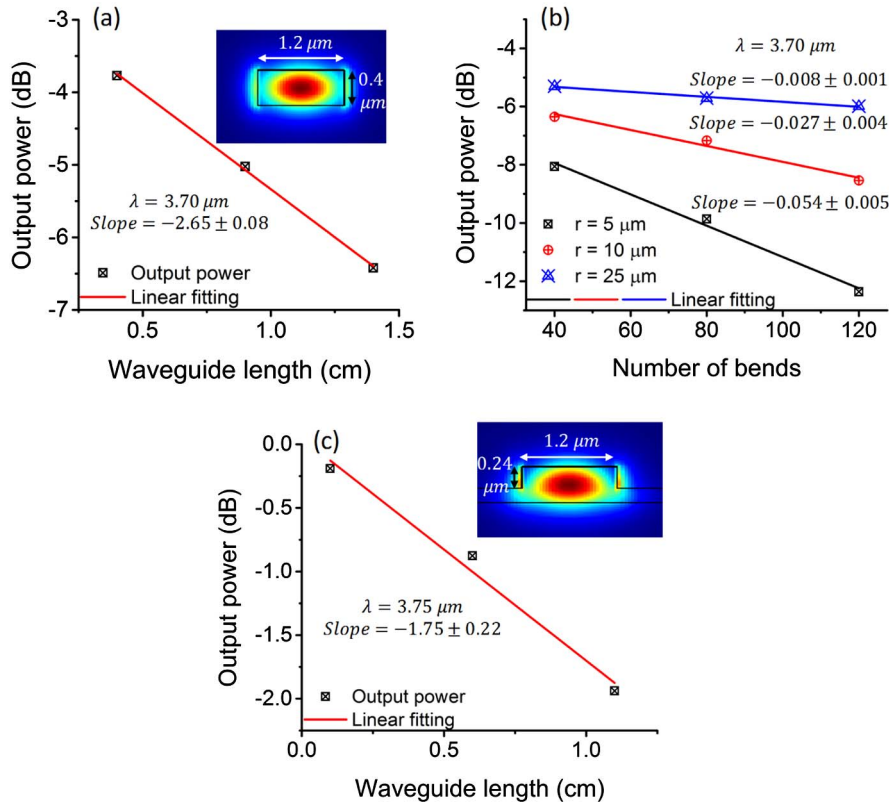 (a)
-3
-4
-5
-6
-7
0.5
1.0
1.5
Output power (dB)
Waveguide length (cm)
1.2 μm
0.4
μm
λ = 3.70 μm
Slope = −2.65 ± 0.08
Output power
Linear fitting
(b)
-4
-6
-8
-10
-12
40
60
80
100
120
Output power (dB)
Number of bends
λ = 3.70 μm
Slope = −0.008 ± 0.001
Slope = −0.027 ± 0.004
Slope = −0.054 ± 0.005
r = 5 μm
r = 10 μm
r = 25 μm
Linear fitting
(c)
0.0
-0.5
-1.0
-1.5
-2.0
0.0
0.5
1.0
Output power (dB)
Waveguide length (cm)
1.2 μm
0.24
μm
λ = 3.75 μm
Slope = −1.75 ± 0.22
Output power
Linear fitting